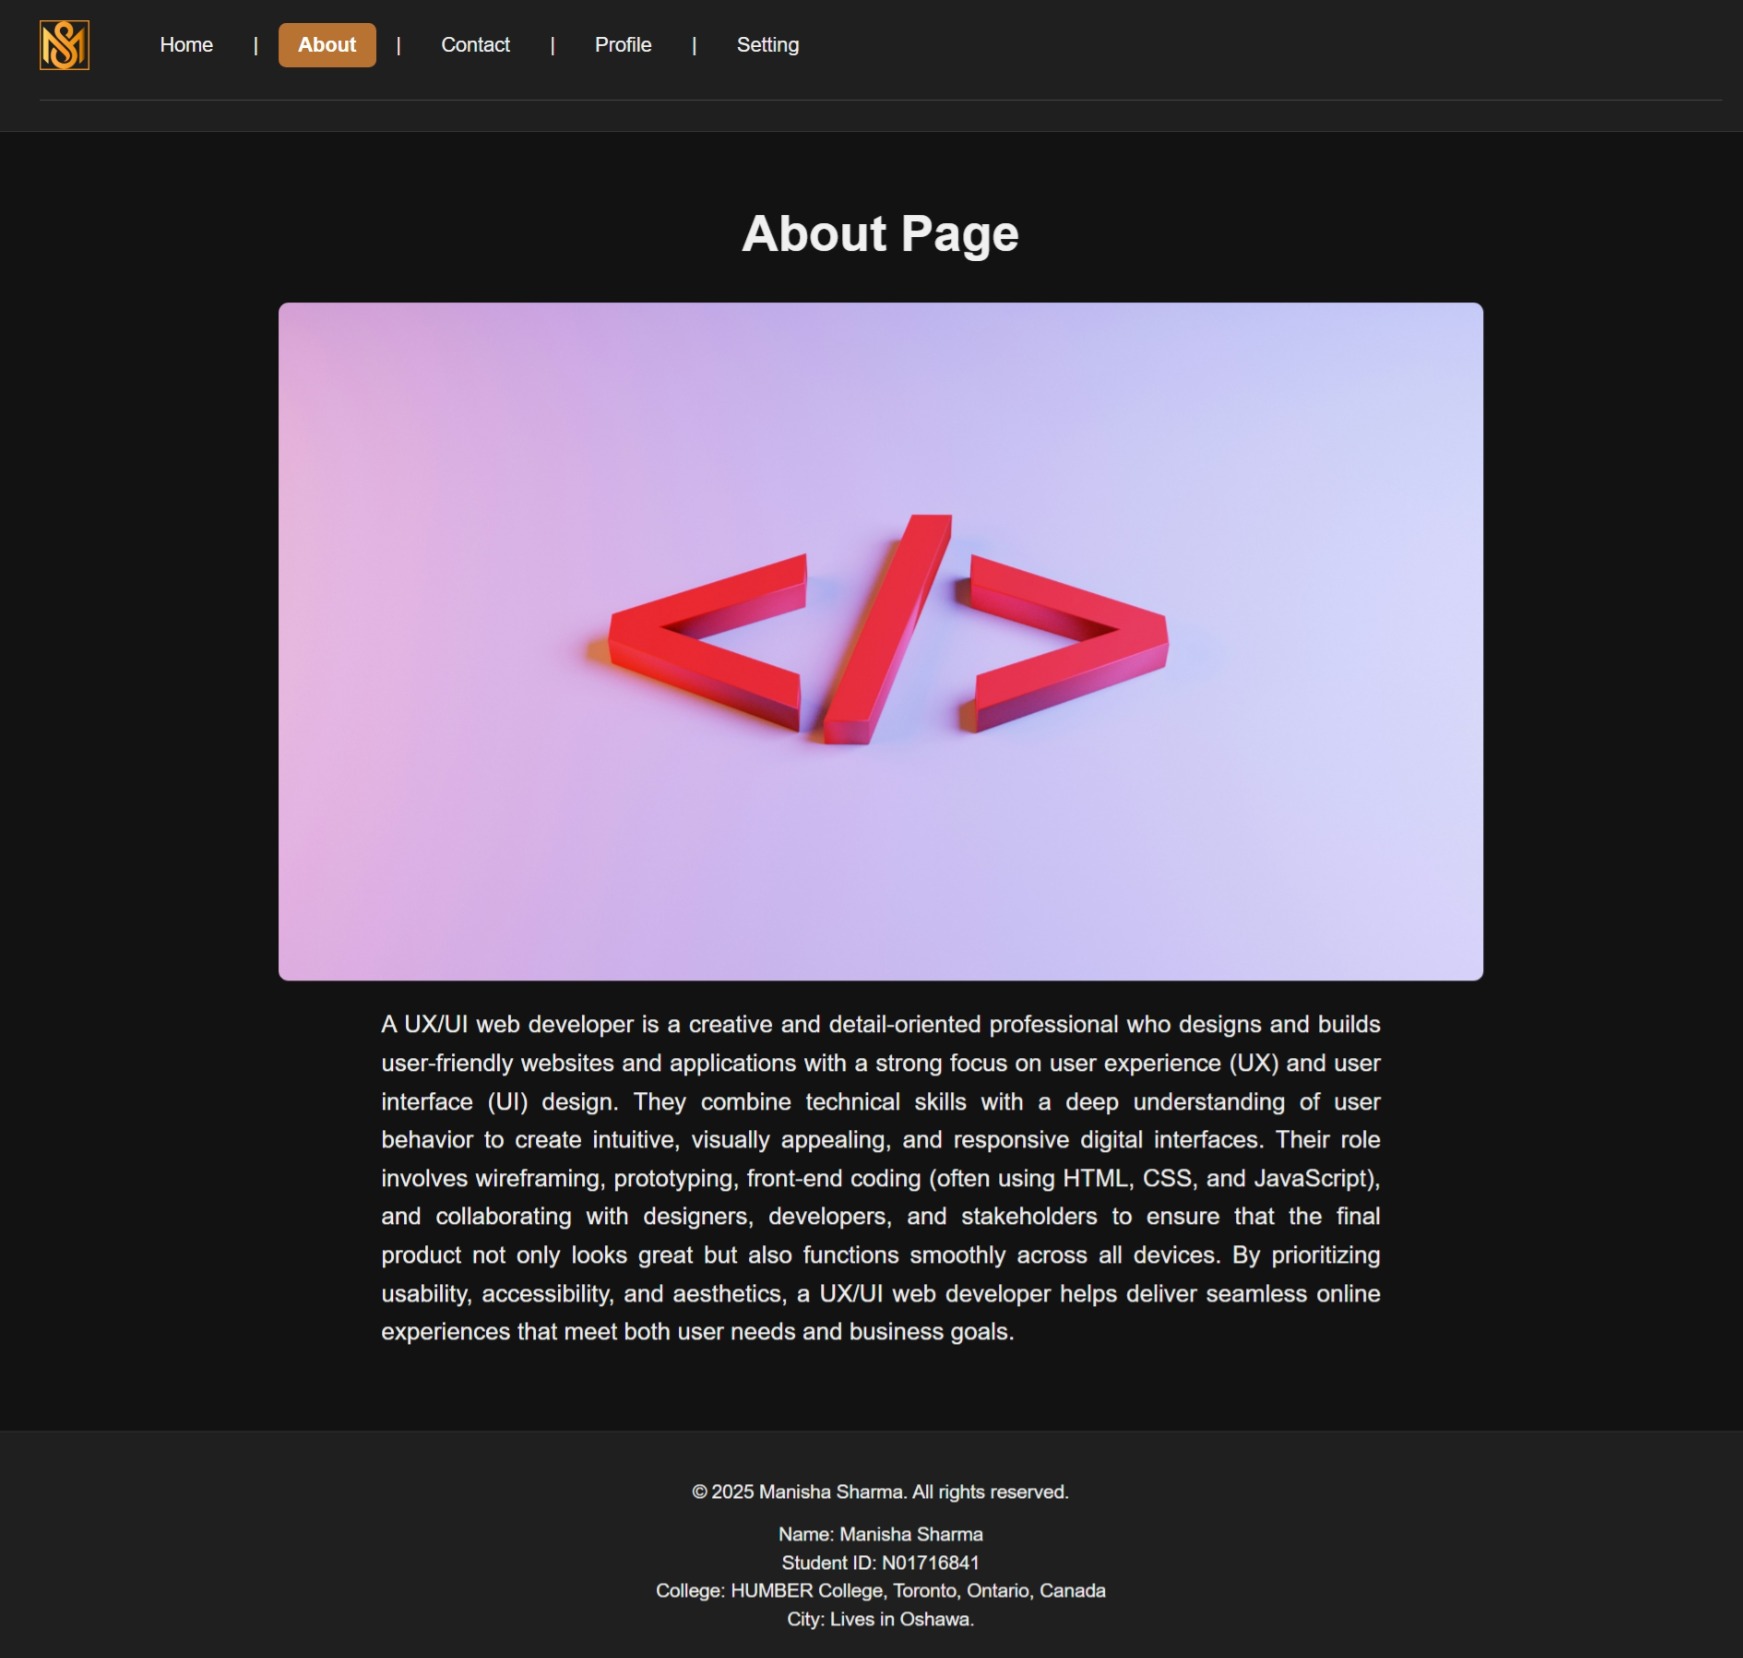 Home | About | Contact | Profile | Setting
About Page
</>
A UX/UI web developer is a creative and detail-oriented professional who designs and builds
user-friendly websites and applications with a strong focus on user experience (UX) and user
interface (UI) design. They combine technical skills with a deep understanding of user
behavior to create intuitive, visually appealing, and responsive digital interfaces. Their role
involves wireframing, prototyping, front-end coding (often using HTML, CSS, and JavaScript),
and collaborating with designers, developers, and stakeholders to ensure that the final
product not only looks great but also functions smoothly across all devices. By prioritizing
usability, accessibility, and aesthetics, a UX/UI web developer helps deliver seamless online
experiences that meet both user needs and business goals.
© 2025 Manisha Sharma. All rights reserved.
Name: Manisha Sharma
Student ID: N01716841
College: HUMBER College, Toronto, Ontario, Canada
City: Lives in Oshawa.